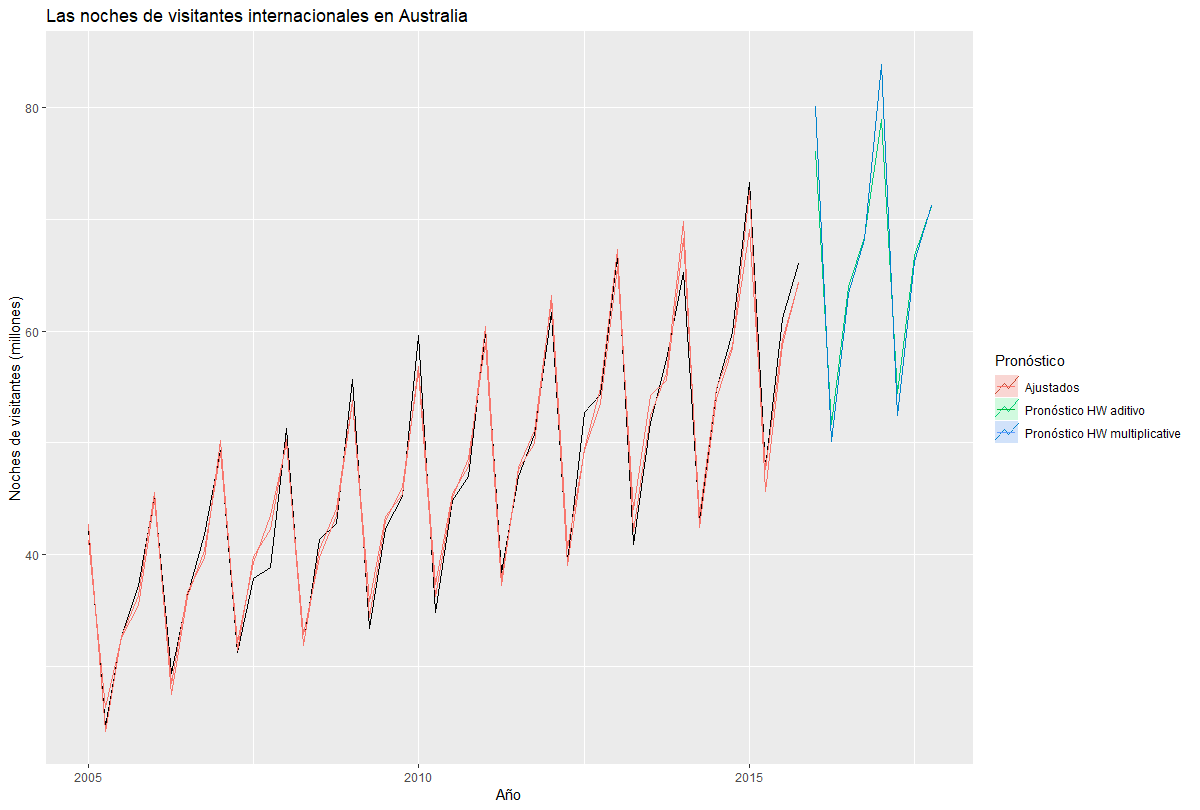 Las noches de visitantes internacionales en Australia
Noches de visitantes (millones)
80
60
40
2005
2010
2015
Año
Pronóstico
Ajustados
Pronóstico HW aditivo
Pronóstico HW multiplicative